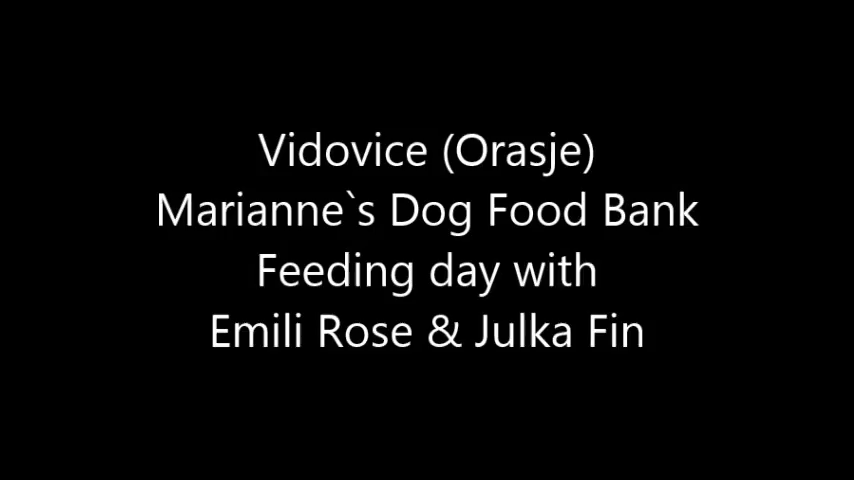 Vidovice (Orasje)
Marianne`s Dog Food Bank
Feeding day with
Emili Rose & Julka Fin